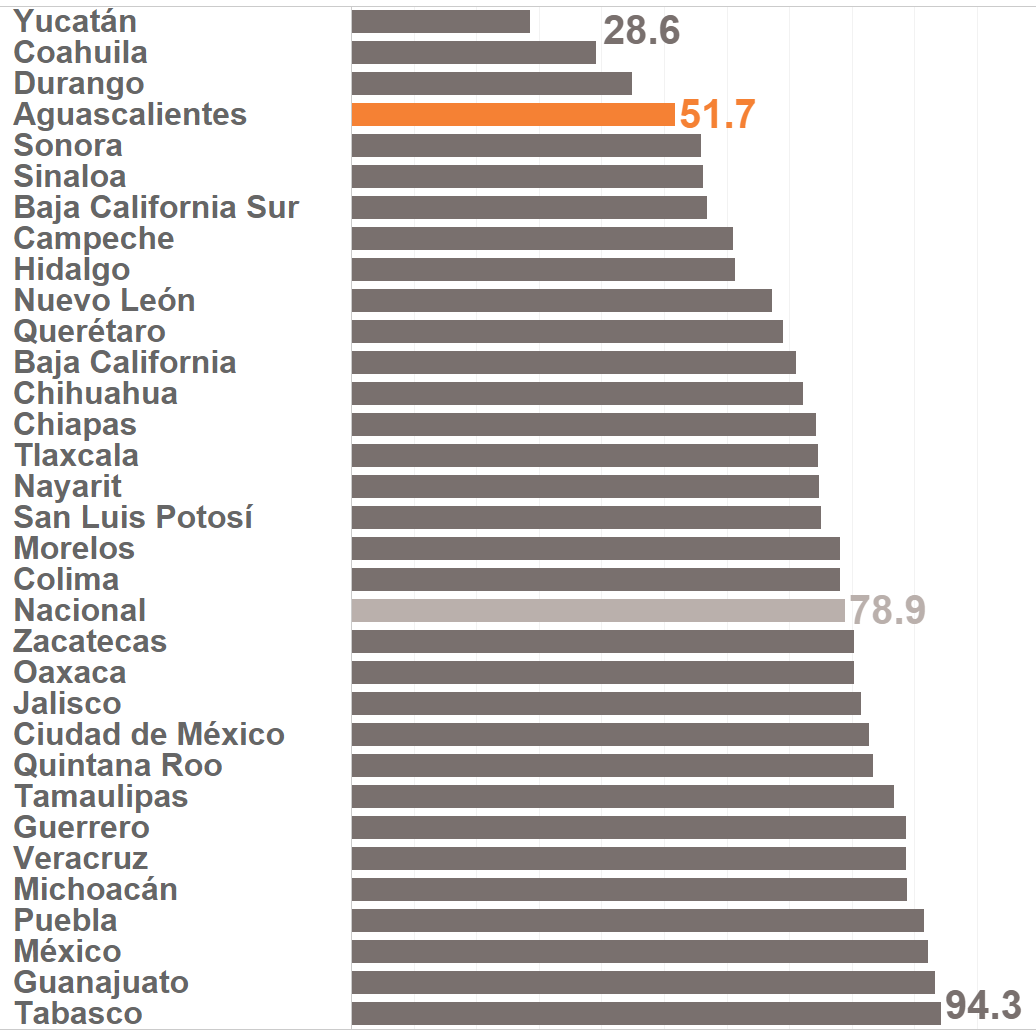 Yucatán 28.6
Coahuila
Durango
Aguascalientes 51.7
Sonora
Sinaloa
Baja California Sur
Campeche
Hidalgo
Nuevo León
Querétaro
Baja California
Chihuahua
Chiapas
Tlaxcala
Nayarit
San Luis Potosí
Morelos
Colima
Nacional 78.9
Zacatecas
Oaxaca
Jalisco
Ciudad de México
Quintana Roo
Tamaulipas
Guerrero
Veracruz
Michoacán
Puebla
México
Guanajuato
Tabasco 94.3